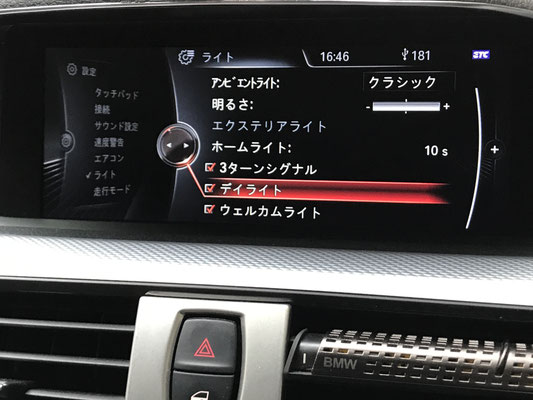 ライト 16:46 181 ETC
設定
タッチパッド
接続
サウンド設定
速度警告
エアコン
✓ライト
走行モード
ｱﾝﾋﾞｴﾝﾄﾗｲﾄ: クラシック
明るさ: - +
エクステリアライト
ホームライト: 10 s
3ターンシグナル
デイライト
ウェルカムライト
+
BMW